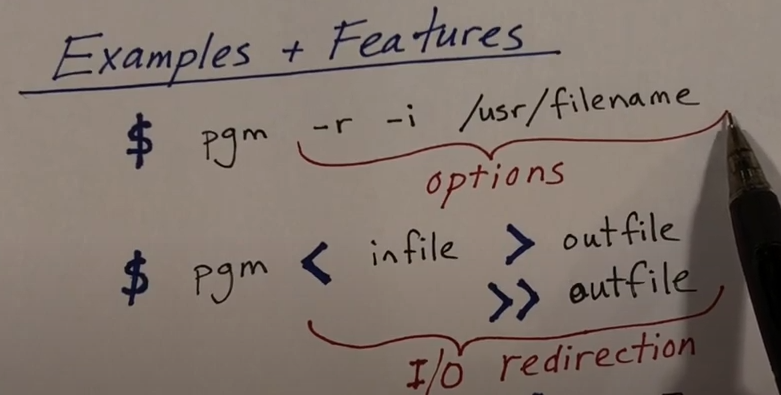 Examples + Features
$ pgm -r -i /usr/filename
options
$ pgm < infile > outfile
>> outfile
I/O redirection